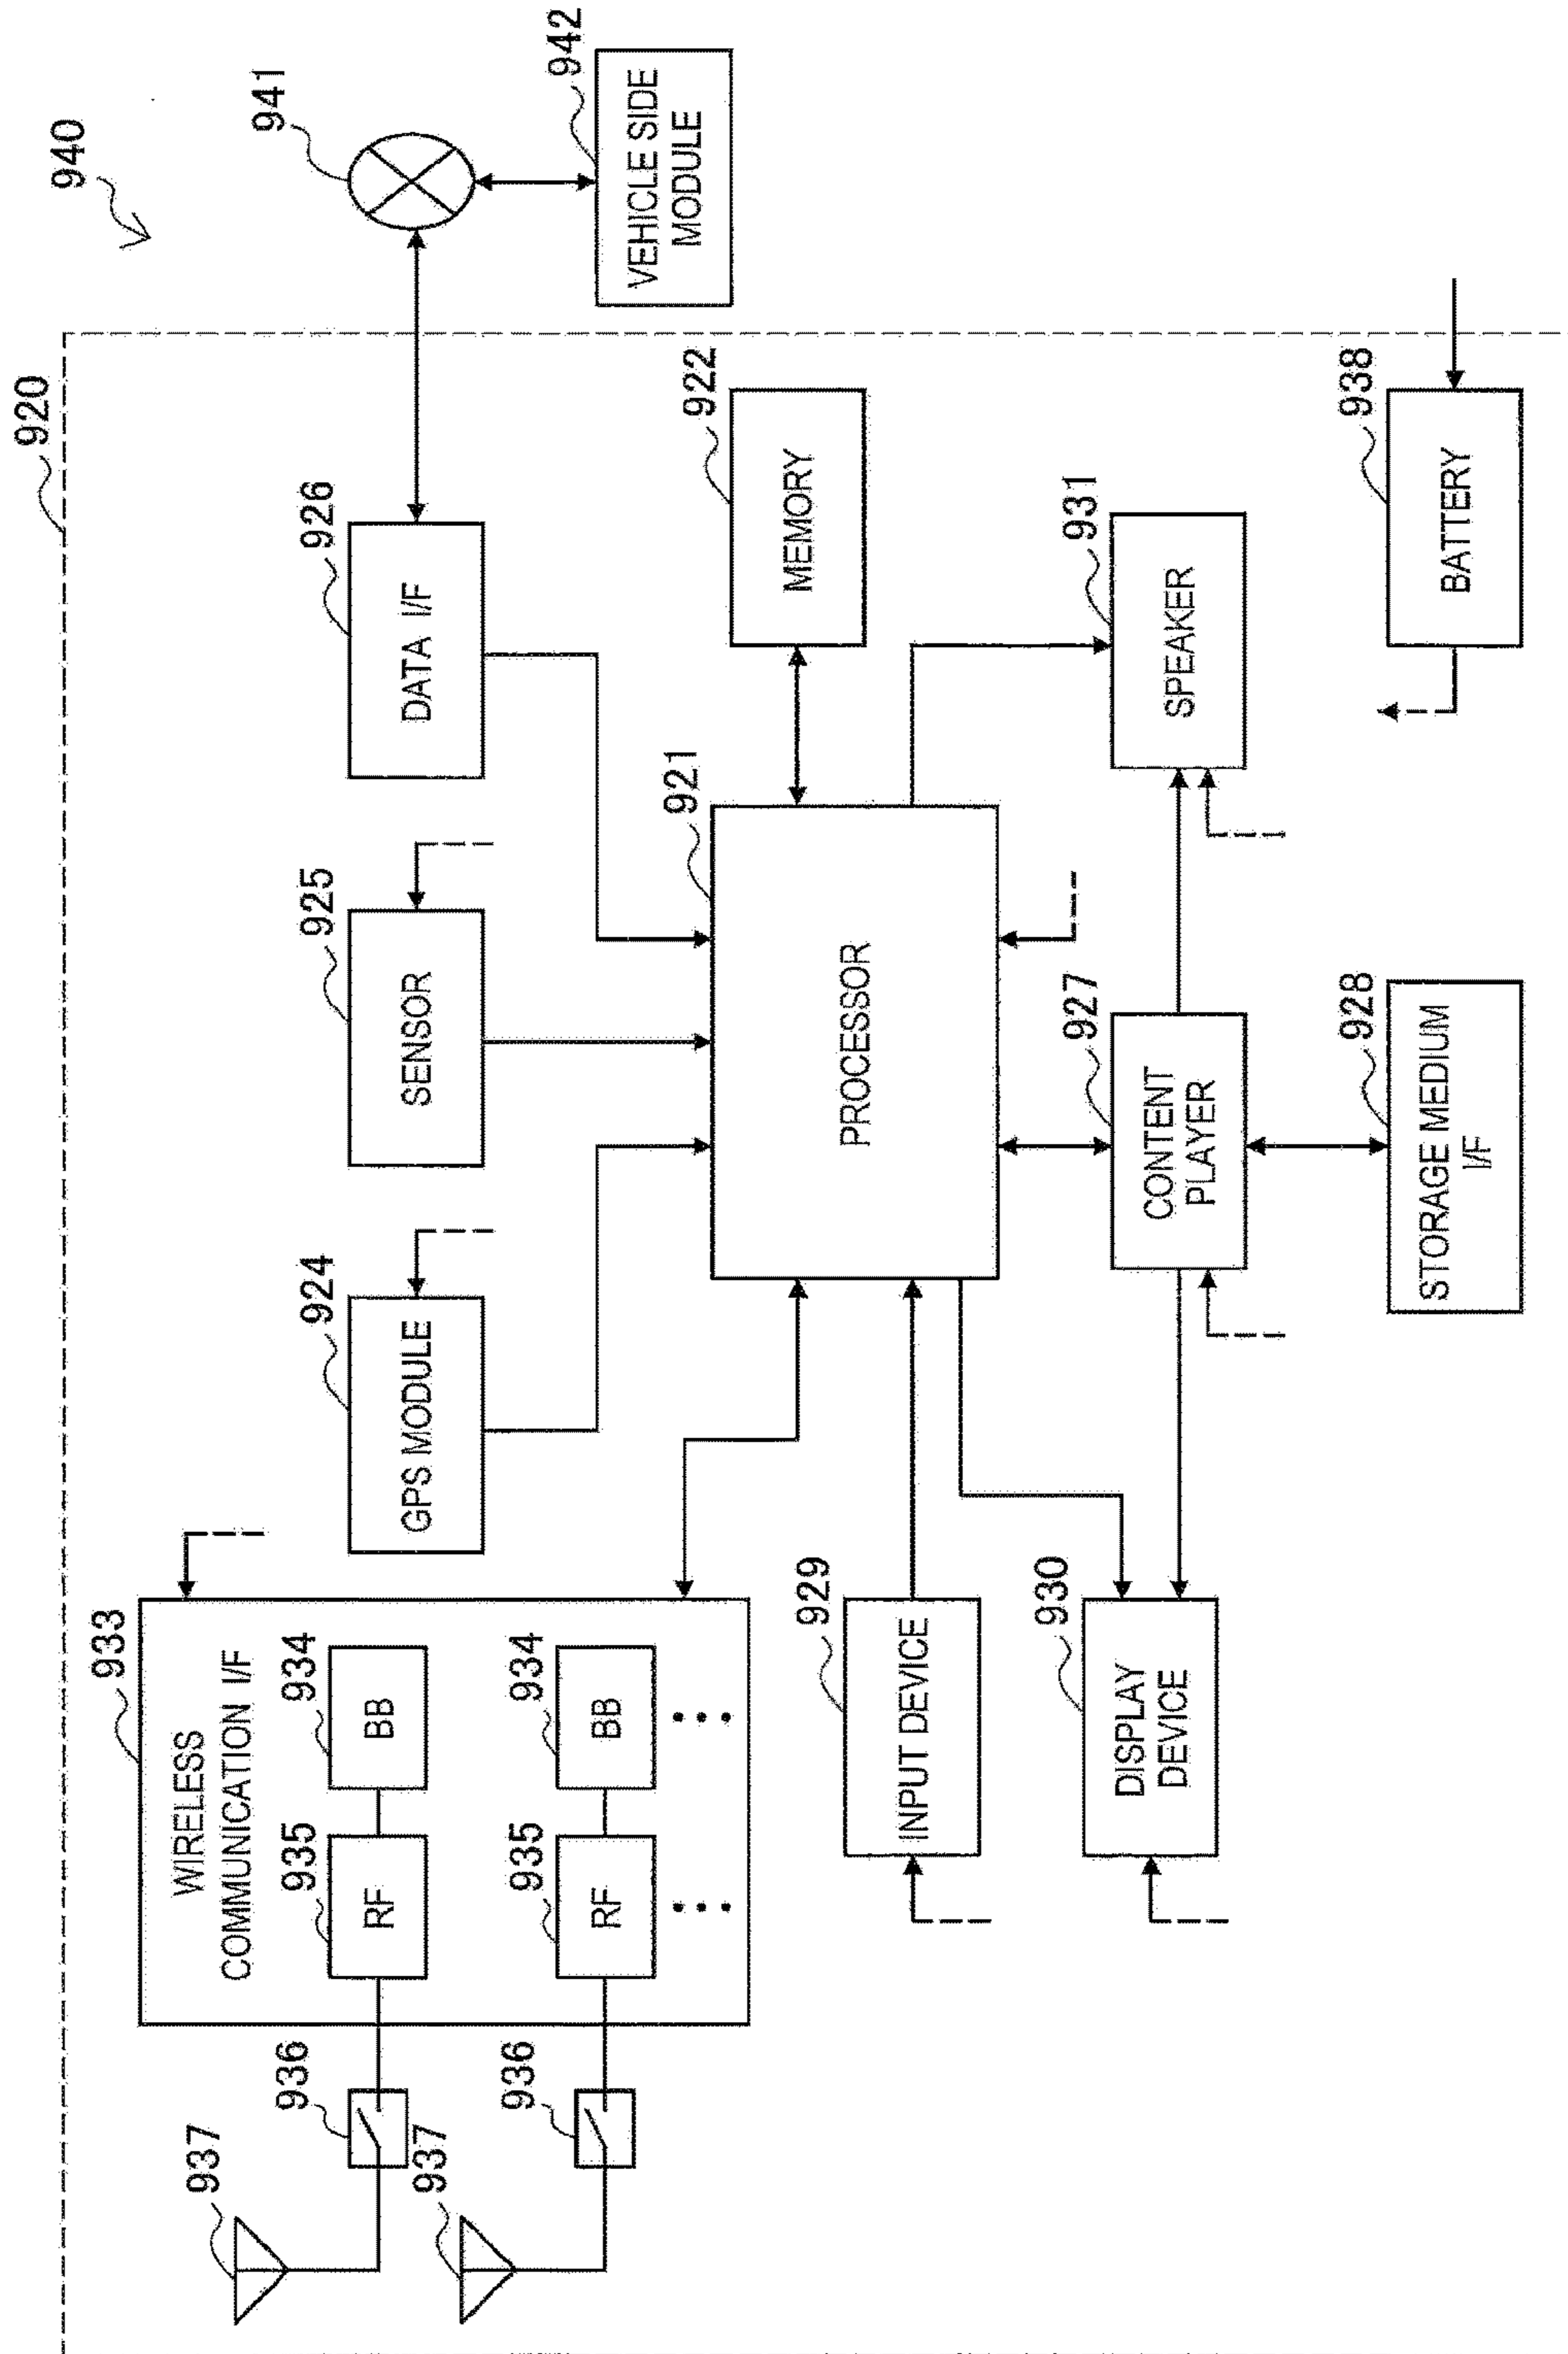 940
920
941
942
VEHICLE SIDE
MODULE
933
WIRELESS
COMMUNICATION I/F
937
936
935
RF
934
BB
937
936
935
RF
934
BB
924
GPS MODULE
925
SENSOR
926
DATA I/F
921
PROCESSOR
922
MEMORY
929
INPUT DEVICE
930
DISPLAY
DEVICE
927
CONTENT
PLAYER
931
SPEAKER
928
STORAGE MEDIUM
I/F
938
BATTERY